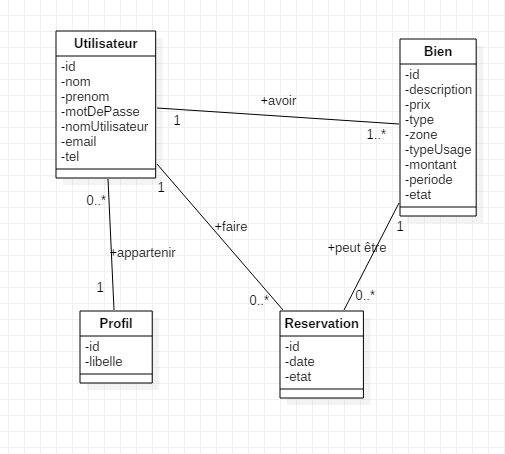 Utilisateur
-id
-nom
-prenom
-motDePasse
-nomUtilisateur
-email
-tel
Bien
-id
-description
-prix
-type
-zone
-typeUsage
-montant
-periode
-etat
+avoir
1
1..*
0..*
1
+faire
0..*
+appartenir
1
1
+peut être
0..*
Profil
-id
-libelle
Reservation
-id
-date
-etat